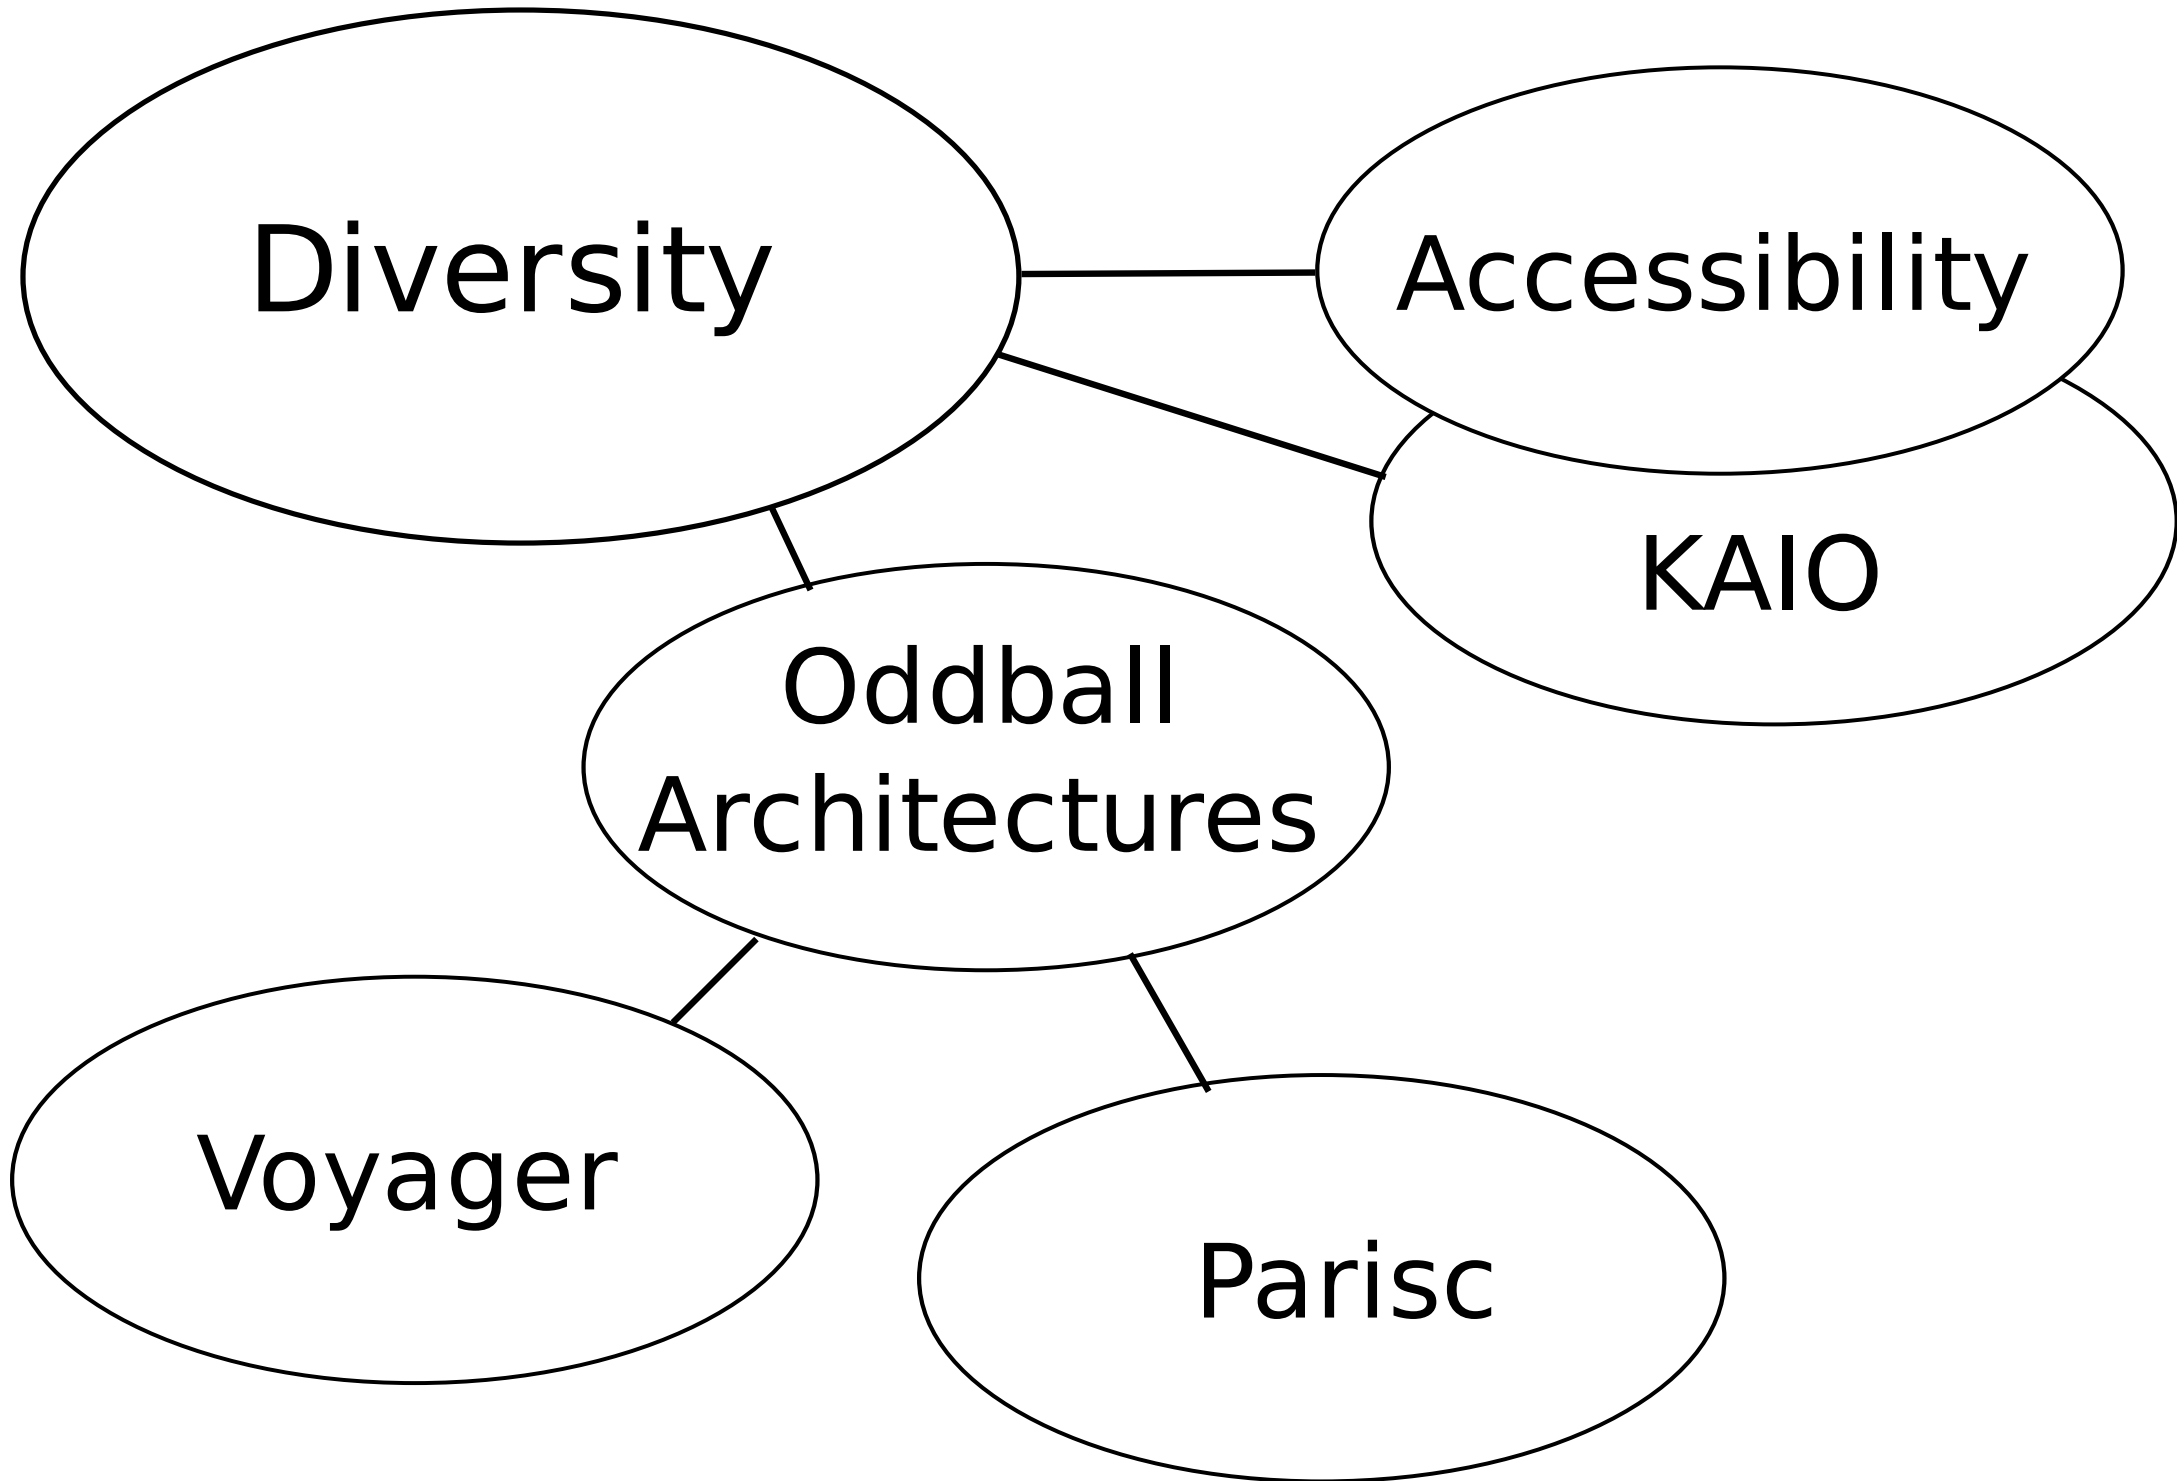 Diversity
Accessibility
KAIO
Oddball
Architectures
Voyager
Parisc